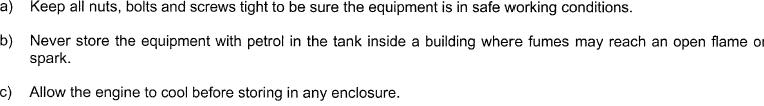 a) Keep all nuts, bolts and screws tight to be sure the equipment is in safe working conditions.
b) Never store the equipment with petrol in the tank inside a building where fumes may reach an open flame or
spark.
c) Allow the engine to cool before storing in any enclosure.